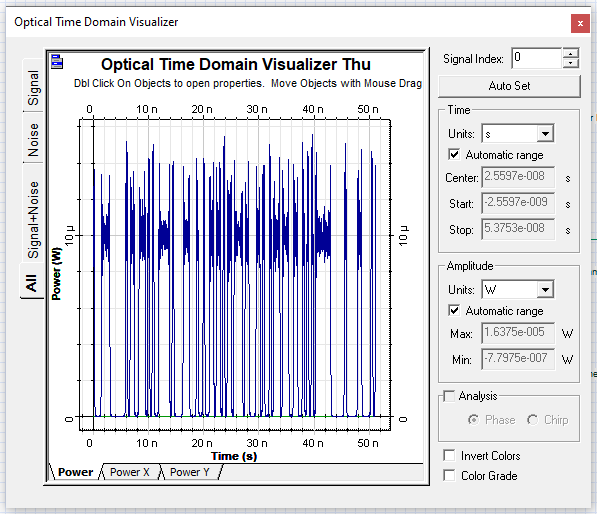 Optical Time Domain Visualizer
x
Optical Time Domain Visualizer Thu
Dbl Click On Objects to open properties. Move Objects with Mouse Drag
0 10 n 20 n 30 n 40 n 50 n
Signal
Noise
Signal+Noise
All
Power (W)
10 µ
0
10 µ
0
0 10 n 20 n 30 n 40 n 50 n
Time (s)
Power Power X Power Y
Signal Index: 0
Auto Set
Time
Units: s
Automatic range
Center: 2.5597e-008 s
Start: -2.5597e-009 s
Stop: 5.3753e-008 s
Amplitude
Units: W
Automatic range
Max: 1.6375e-005 W
Min: -7.7975e-007 W
Analysis
Phase Chirp
Invert Colors
Color Grade